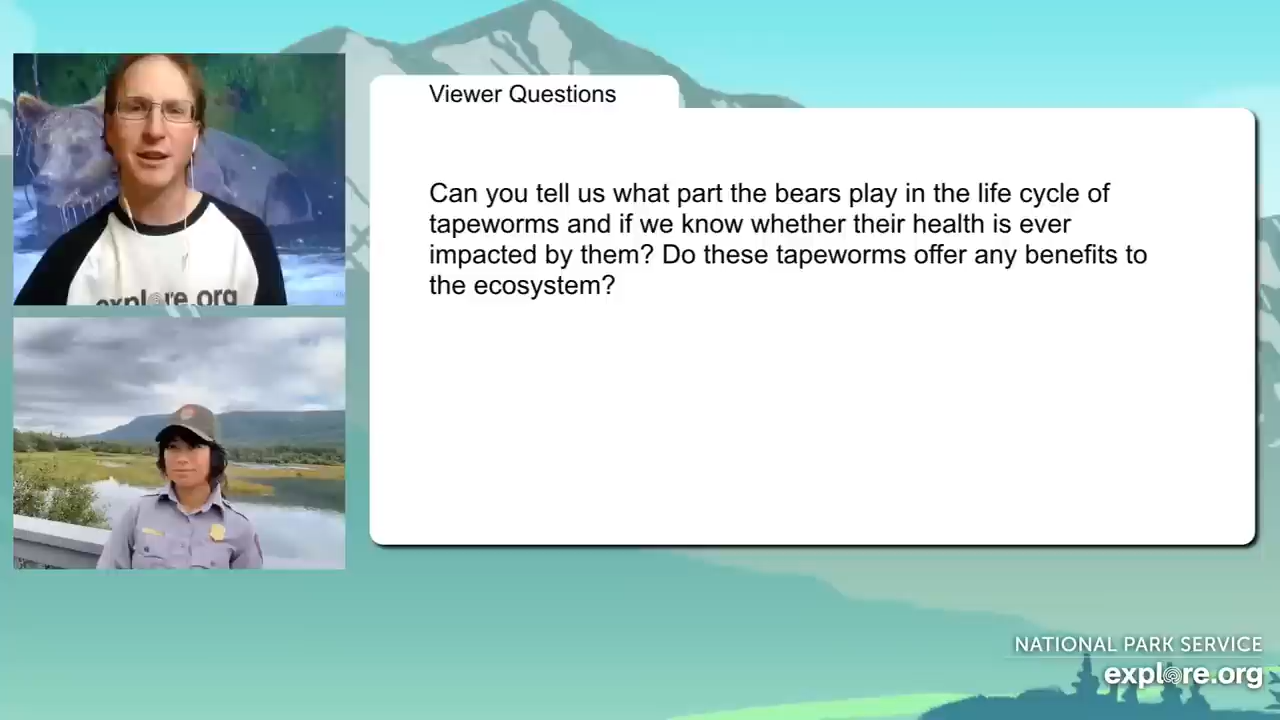 Viewer Questions
Can you tell us what part the bears play in the life cycle of
tapeworms and if we know whether their health is ever
impacted by them? Do these tapeworms offer any benefits to
the ecosystem?
explore.org
NATIONAL PARK SERVICE
explore.org